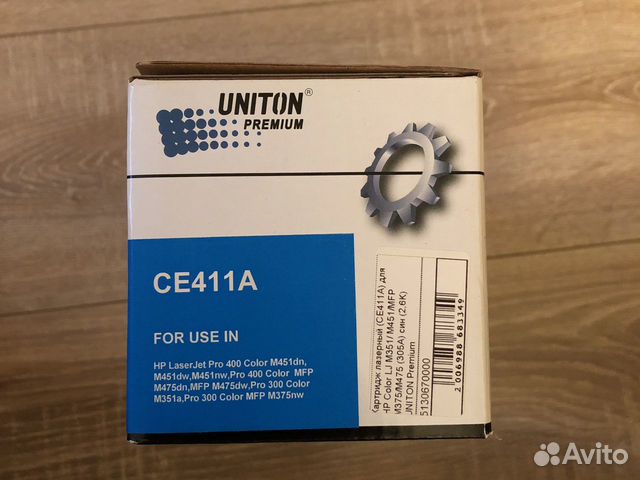 UNITON®
PREMIUM
CE411A
FOR USE IN
HP LaserJet Pro 400 Color M451dn,
M451dw,M451nw,Pro 400 Color MFP
M475dn,MFP M475dw,Pro 300 Color
M351a,Pro 300 Color MFP M375nw
Картридж лазерный (CE411A) для
HP Color LJ M351/ M451/MFP
M375/M475 (305A) син (2,6K)
UNITON Premium
5130670000
2 006988 683349
Avito